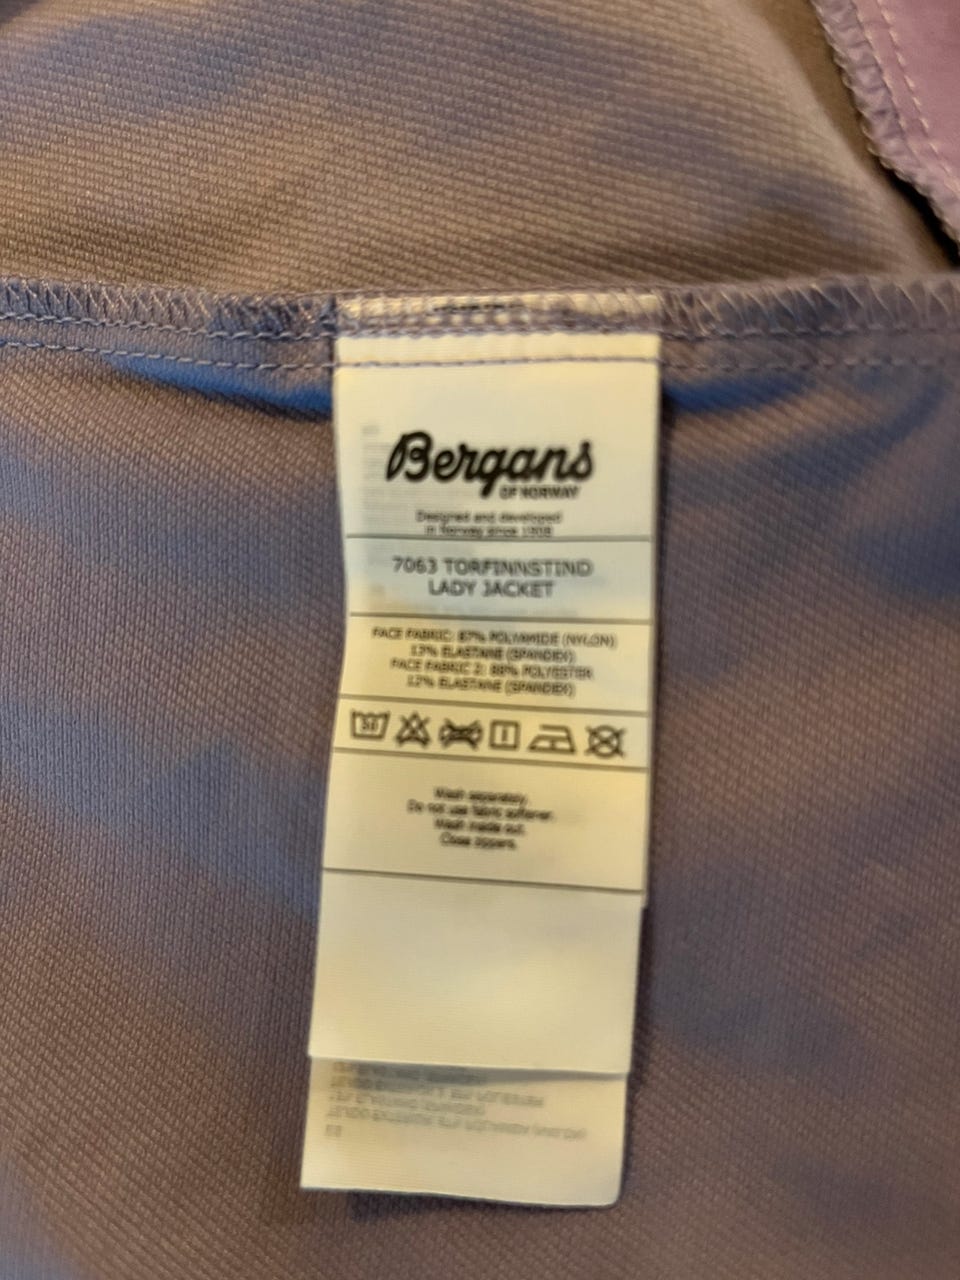 Bergans
OF NORWAY
Designed and developed
in Norway since 1908
7063 TORFINNSTIND
LADY JACKET
FACE FABRIC: 87% POLYAMIDE (NYLON)
13% ELASTANE (SPANDEX)
FACE FABRIC 2: 88% POLYESTER
12% ELASTANE (SPANDEX)
30
Wash separately.
Do not use fabric softener.
Wash inside out.
Close zippers.